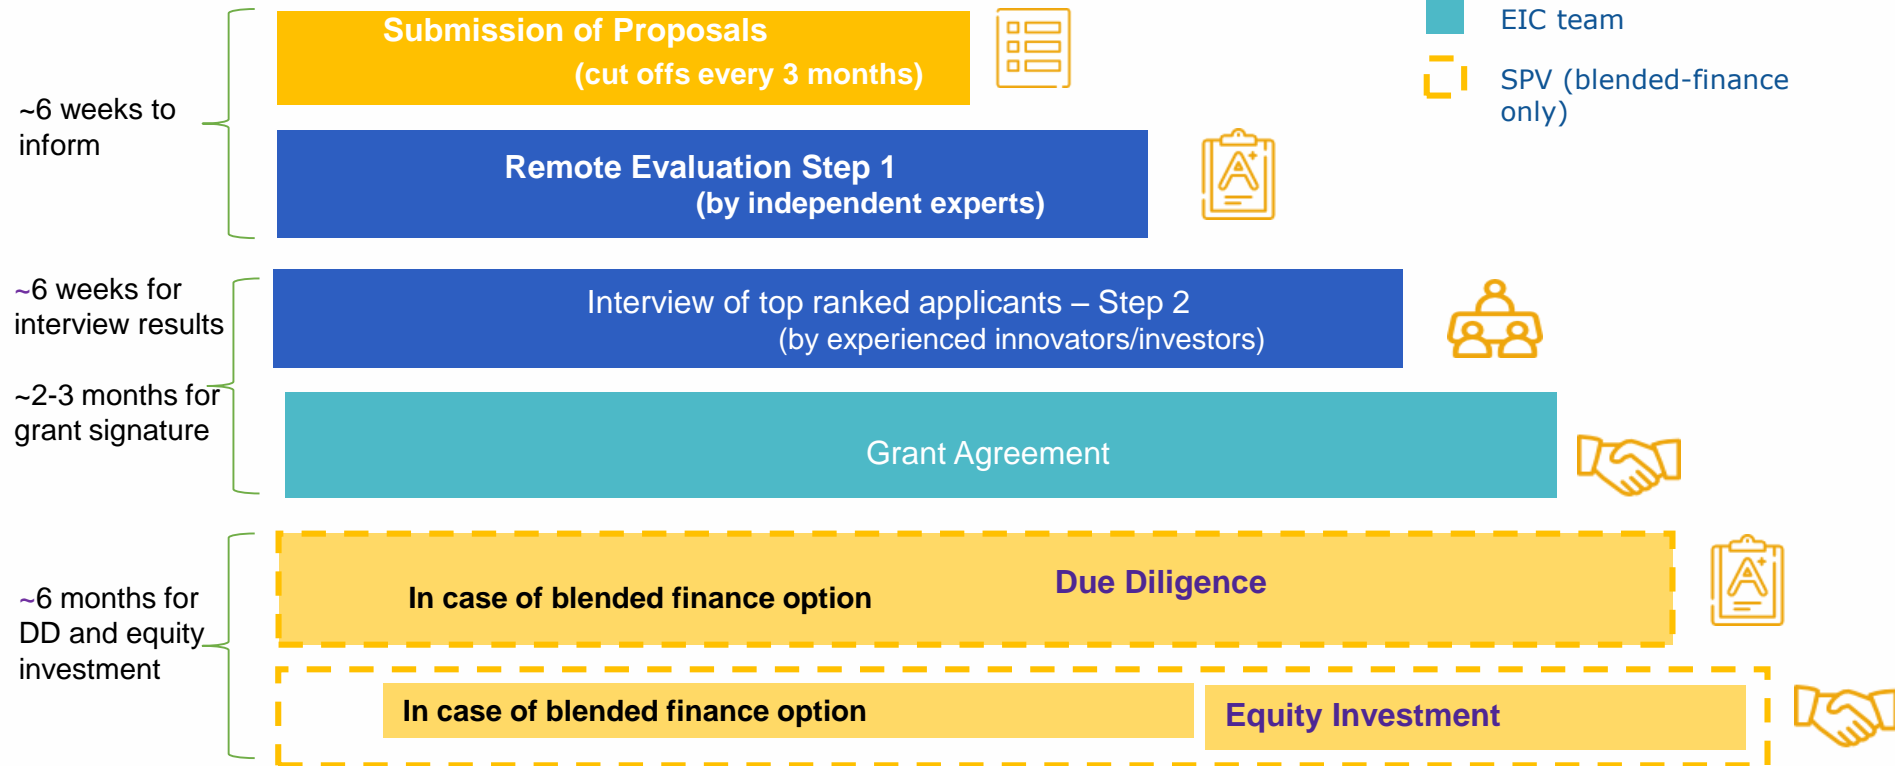 Submission of Proposals
(cut offs every 3 months)
EIC team
SPV (blended-finance
only)
~6 weeks to
inform
Remote Evaluation Step 1
(by independent experts)
~6 weeks for
interview results
Interview of top ranked applicants – Step 2
(by experienced innovators/investors)
~2-3 months for
grant signature
Grant Agreement
~6 months for
DD and equity
investment
In case of blended finance option
Due Diligence
In case of blended finance option
Equity Investment